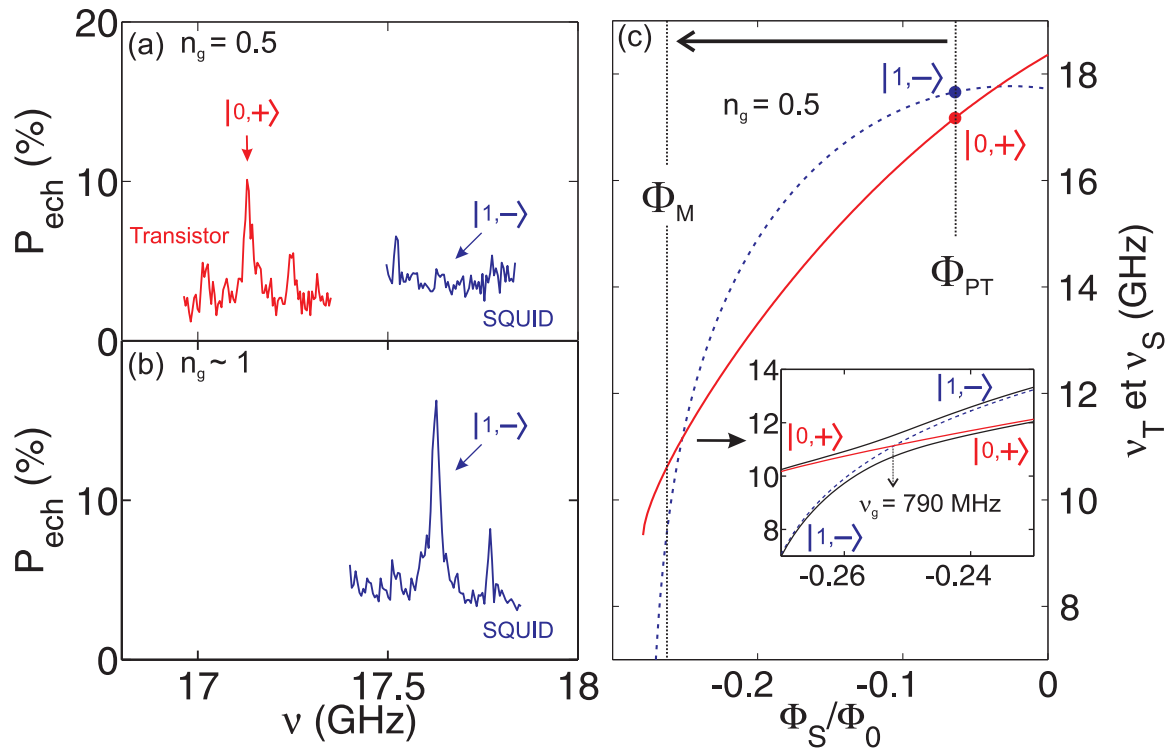 (a) n_g = 0.5
|0,+⟩
Transistor
|1,−⟩
SQUID
20
10
0
P_ech (%)
(b) n_g ~ 1
|1,−⟩
SQUID
10
0
P_ech (%)
17
17.5
18
ν (GHz)
(c)
|1,−⟩
n_g = 0.5
|0,+⟩
Φ_M
Φ_PT
18
16
14
12
10
8
ν_T et ν_S (GHz)
-0.2
-0.1
0
Φ_S/Φ_0
14
12
10
8
|1,−⟩
|0,+⟩
|0,+⟩
ν_g = 790 MHz
|1,−⟩
-0.26
-0.24